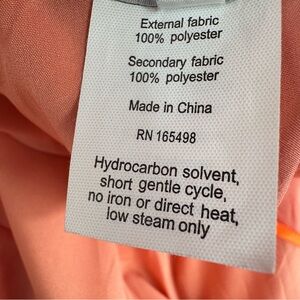 External fabric
100% polyester
Secondary fabric
100% polyester
Made in China
RN 165498
Hydrocarbon solvent,
short gentle cycle,
no iron or direct heat,
low steam only